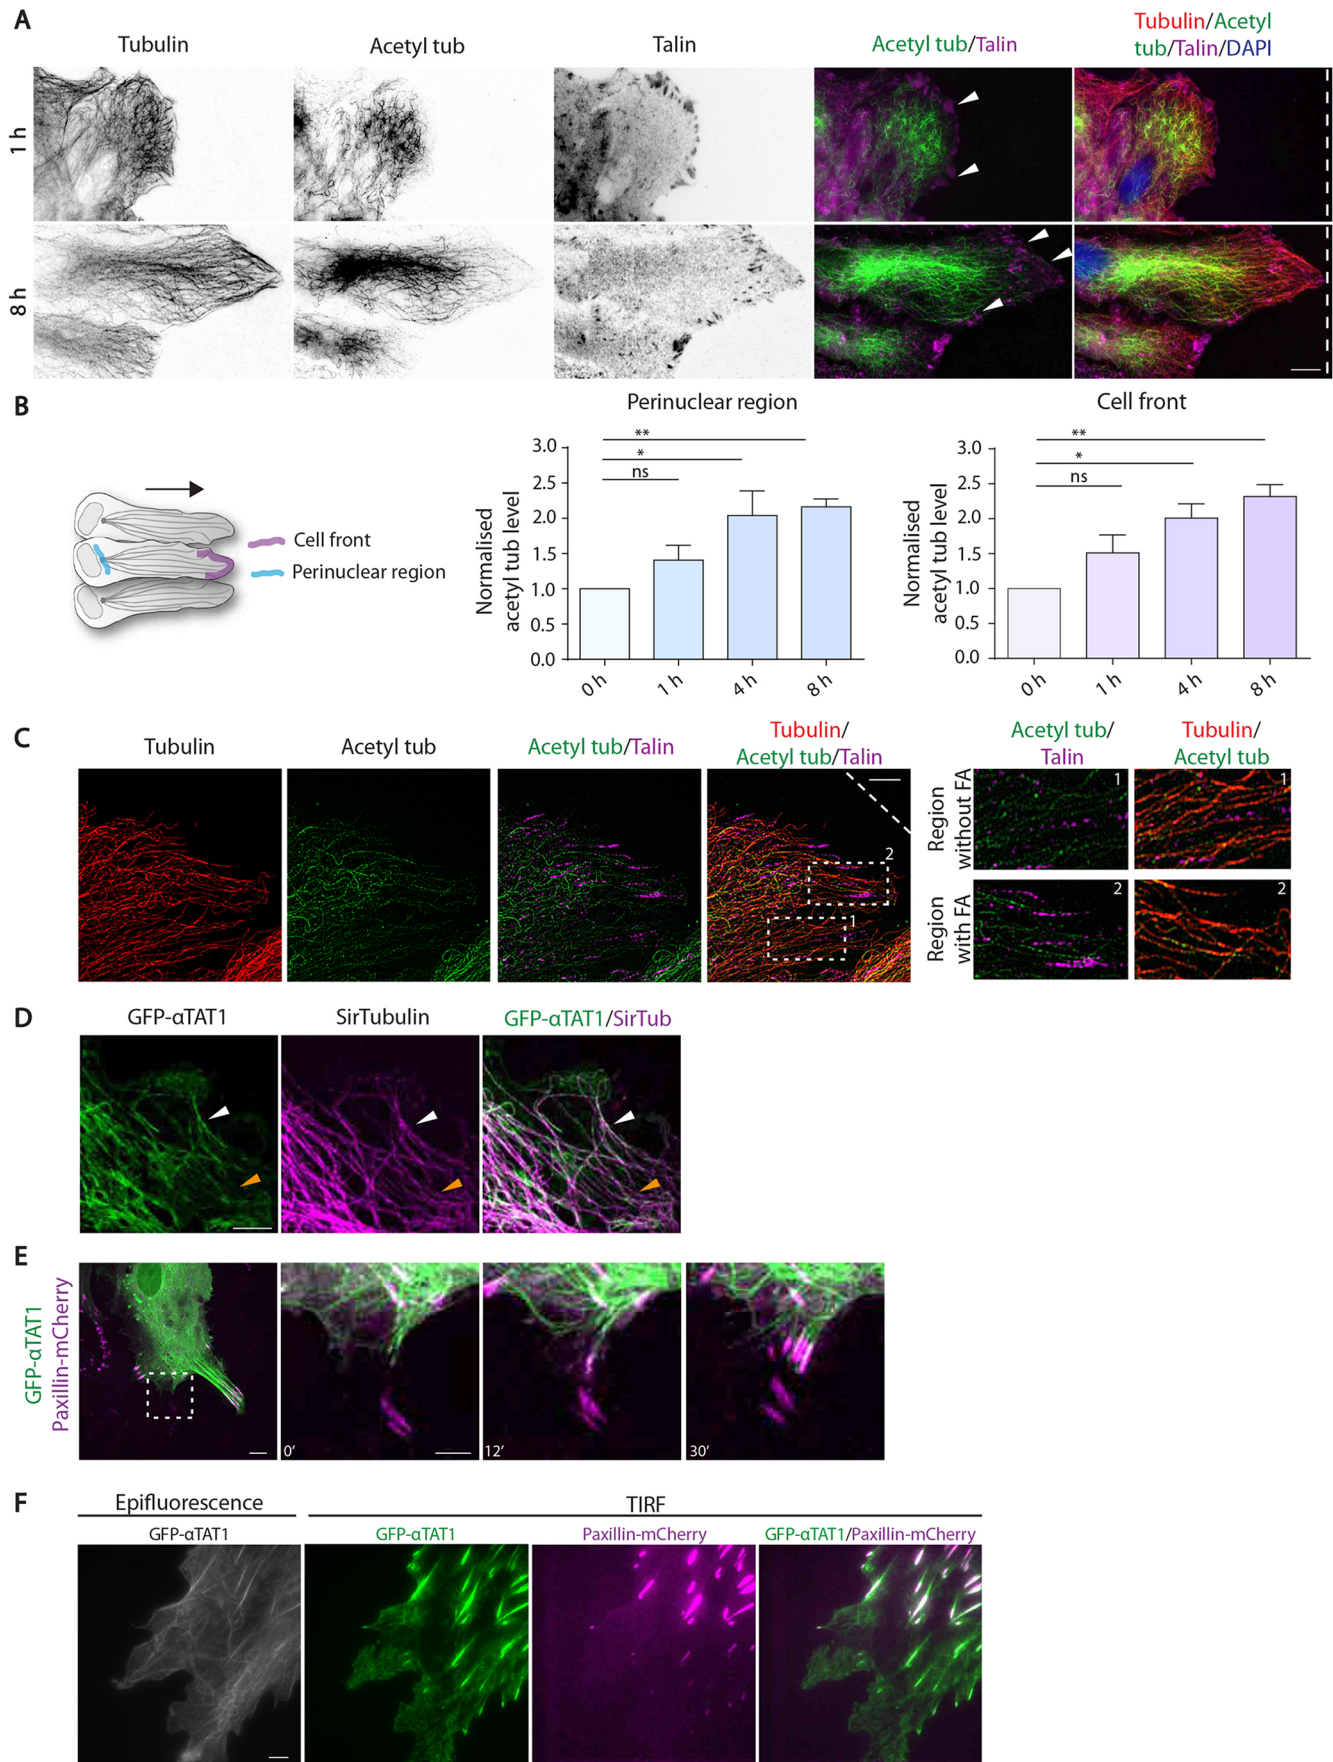 A
Tubulin
Acetyl tub
Talin
Acetyl tub/Talin
Tubulin/Acetyl
tub/Talin/DAPI
1 h
8 h
B
Cell front
Perinuclear region
Perinuclear region
Normalised
acetyl tub level
3.0
2.5
2.0
1.5
1.0
0.5
0.0
**
*
ns
0 h
1 h
4 h
8 h
Cell front
Normalised
acetyl tub level
3.0
2.5
2.0
1.5
1.0
0.5
0.0
**
*
ns
0 h
1 h
4 h
8 h
C
Tubulin
Acetyl tub
Acetyl tub/Talin
Tubulin/
Acetyl tub/Talin
2
1
Acetyl tub/
Talin
Tubulin/
Acetyl tub
Region
without FA
1
1
Region
with FA
2
2
D
GFP-αTAT1
SirTubulin
GFP-αTAT1/SirTub
E
GFP-αTAT1
Paxillin-mCherry
0'
12'
30'
F
Epifluorescence
TIRF
GFP-αTAT1
GFP-αTAT1
Paxillin-mCherry
GFP-αTAT1/Paxillin-mCherry